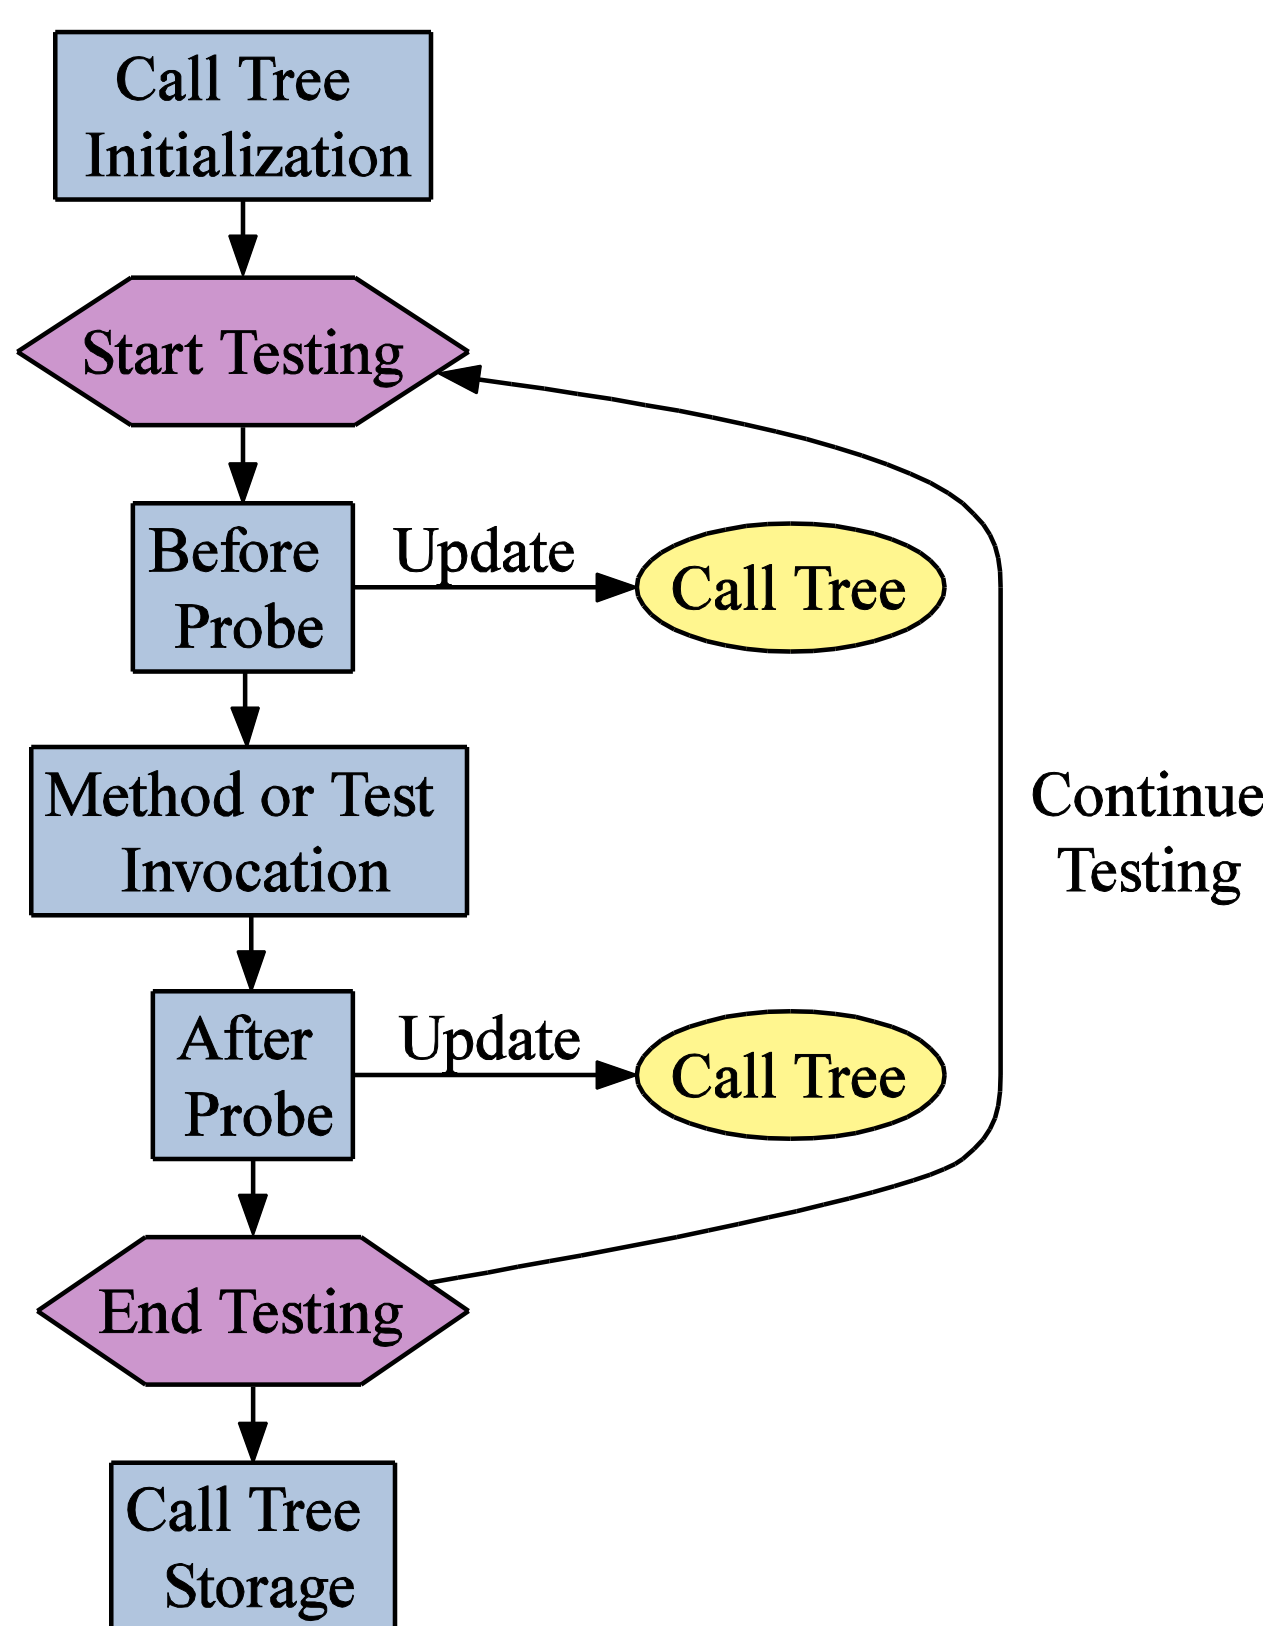 Call Tree
Initialization
Start Testing
Before
Probe
Update
Call Tree
Method or Test
Invocation
Continue
Testing
After
Probe
Update
Call Tree
End Testing
Call Tree
Storage